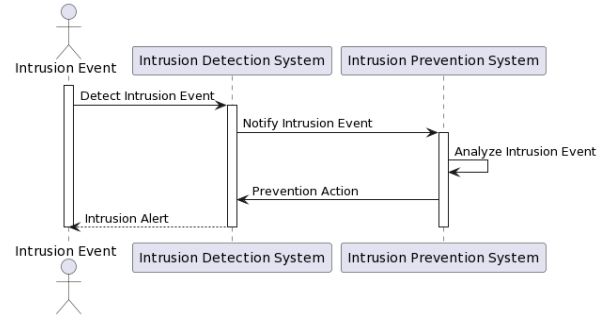 Intrusion Event
Intrusion Detection System
Intrusion Prevention System
Detect Intrusion Event
Notify Intrusion Event
Analyze Intrusion Event
Prevention Action
Intrusion Alert
Intrusion Event
Intrusion Detection System
Intrusion Prevention System